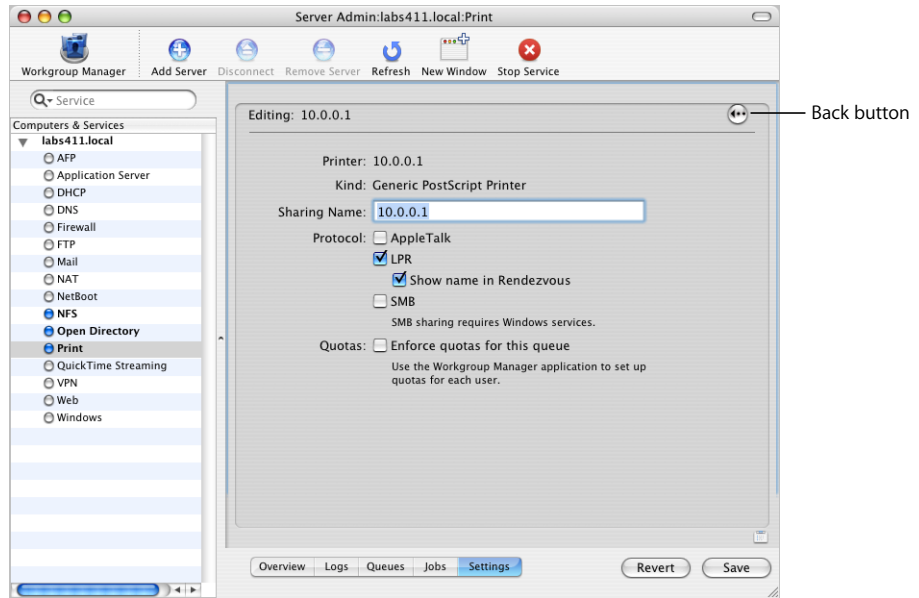 Server Admin:labs411.local:Print
Workgroup Manager Add Server Disconnect Remove Server Refresh New Window Stop Service
Service
Computers & Services
labs411.local
AFP
Application Server
DHCP
DNS
Firewall
FTP
Mail
NAT
NetBoot
NFS
Open Directory
Print
QuickTime Streaming
VPN
Web
Windows
Editing: 10.0.0.1
Back button
Printer: 10.0.0.1
Kind: Generic PostScript Printer
Sharing Name: 10.0.0.1
Protocol: AppleTalk
LPR
Show name in Rendezvous
SMB
SMB sharing requires Windows services.
Quotas: Enforce quotas for this queue
Use the Workgroup Manager application to set up
quotas for each user.
Overview Logs Queues Jobs Settings
Revert Save